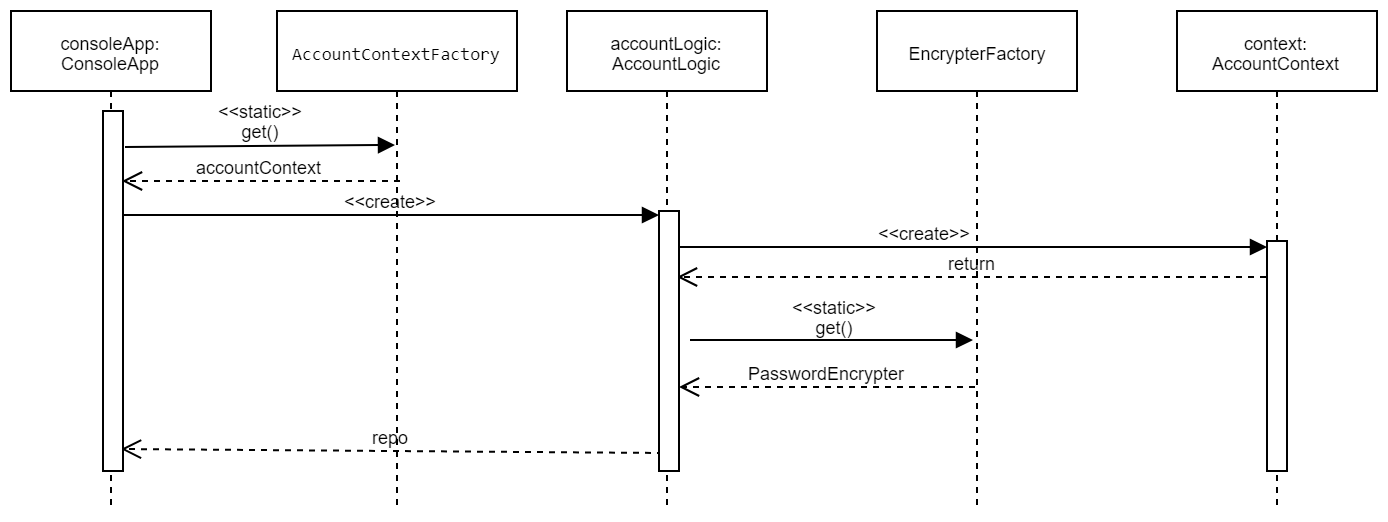 consoleApp:
ConsoleApp
AccountContextFactory
accountLogic:
AccountLogic
EncrypterFactory
context:
AccountContext
<<static>>
get()
accountContext
<<create>>
<<create>>
return
<<static>>
get()
PasswordEncrypter
repo